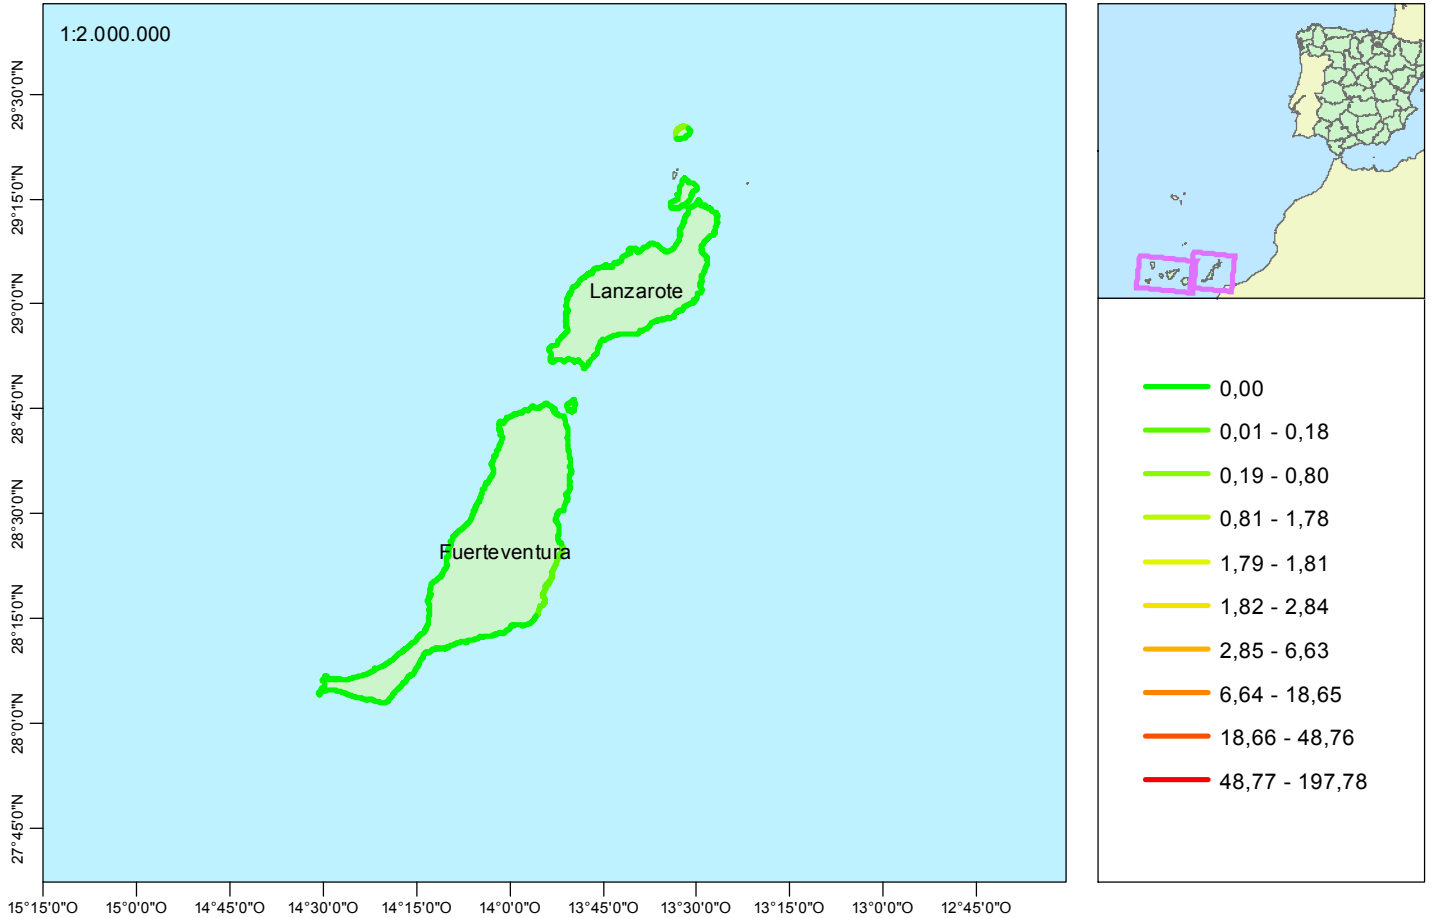 1:2.000.000
29°30'0"N
29°15'0"N
29°0'0"N
28°45'0"N
28°30'0"N
28°15'0"N
28°0'0"N
27°45'0"N
Lanzarote
Fuerteventura
15°15'0"O 15°0'0"O 14°45'0"O 14°30'0"O 14°15'0"O 14°0'0"O 13°45'0"O 13°30'0"O 13°15'0"O 13°0'0"O 12°45'0"O
0,00
0,01 - 0,18
0,19 - 0,80
0,81 - 1,78
1,79 - 1,81
1,82 - 2,84
2,85 - 6,63
6,64 - 18,65
18,66 - 48,76
48,77 - 197,78